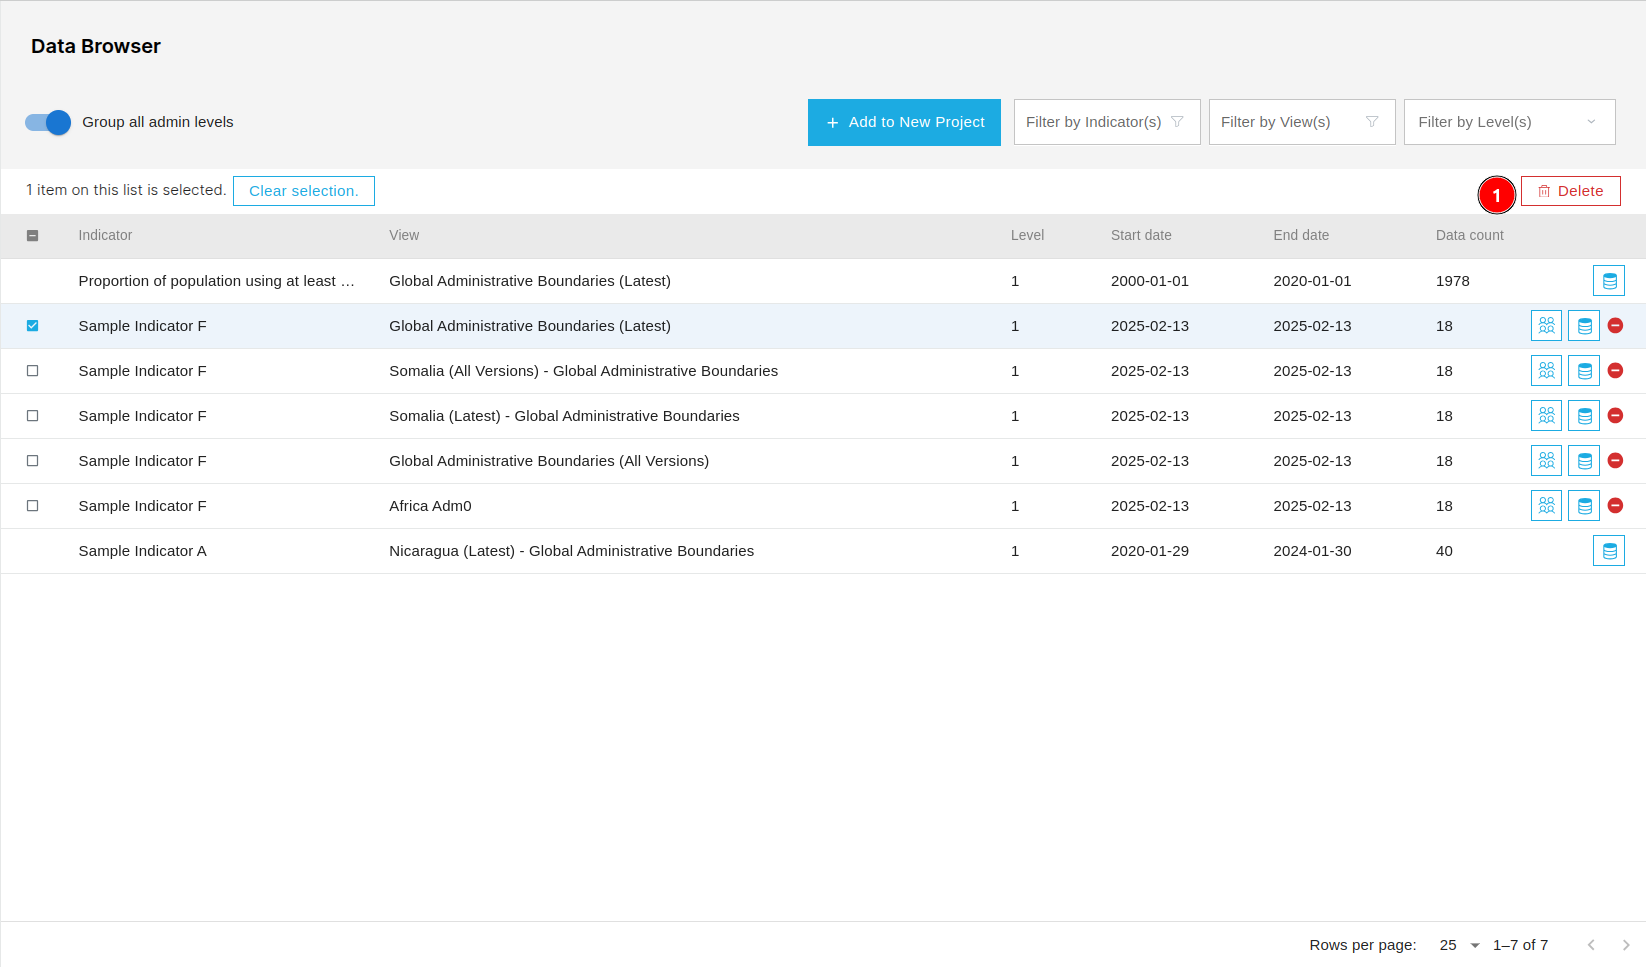 Data Browser
Group all admin levels
Add to New Project
Filter by Indicator(s)
Filter by View(s)
Filter by Level(s)
1 item on this list is selected. Clear selection. 1 Delete
Indicator View Level Start date End date Data count
Proportion of population using at least … Global Administrative Boundaries (Latest) 1 2000-01-01 2020-01-01 1978
Sample Indicator F Global Administrative Boundaries (Latest) 1 2025-02-13 2025-02-13 18
Sample Indicator F Somalia (All Versions) - Global Administrative Boundaries 1 2025-02-13 2025-02-13 18
Sample Indicator F Somalia (Latest) - Global Administrative Boundaries 1 2025-02-13 2025-02-13 18
Sample Indicator F Global Administrative Boundaries (All Versions) 1 2025-02-13 2025-02-13 18
Sample Indicator F Africa Adm0 1 2025-02-13 2025-02-13 18
Sample Indicator A Nicaragua (Latest) - Global Administrative Boundaries 1 2020-01-29 2024-01-30 40
Rows per page: 25 1–7 of 7